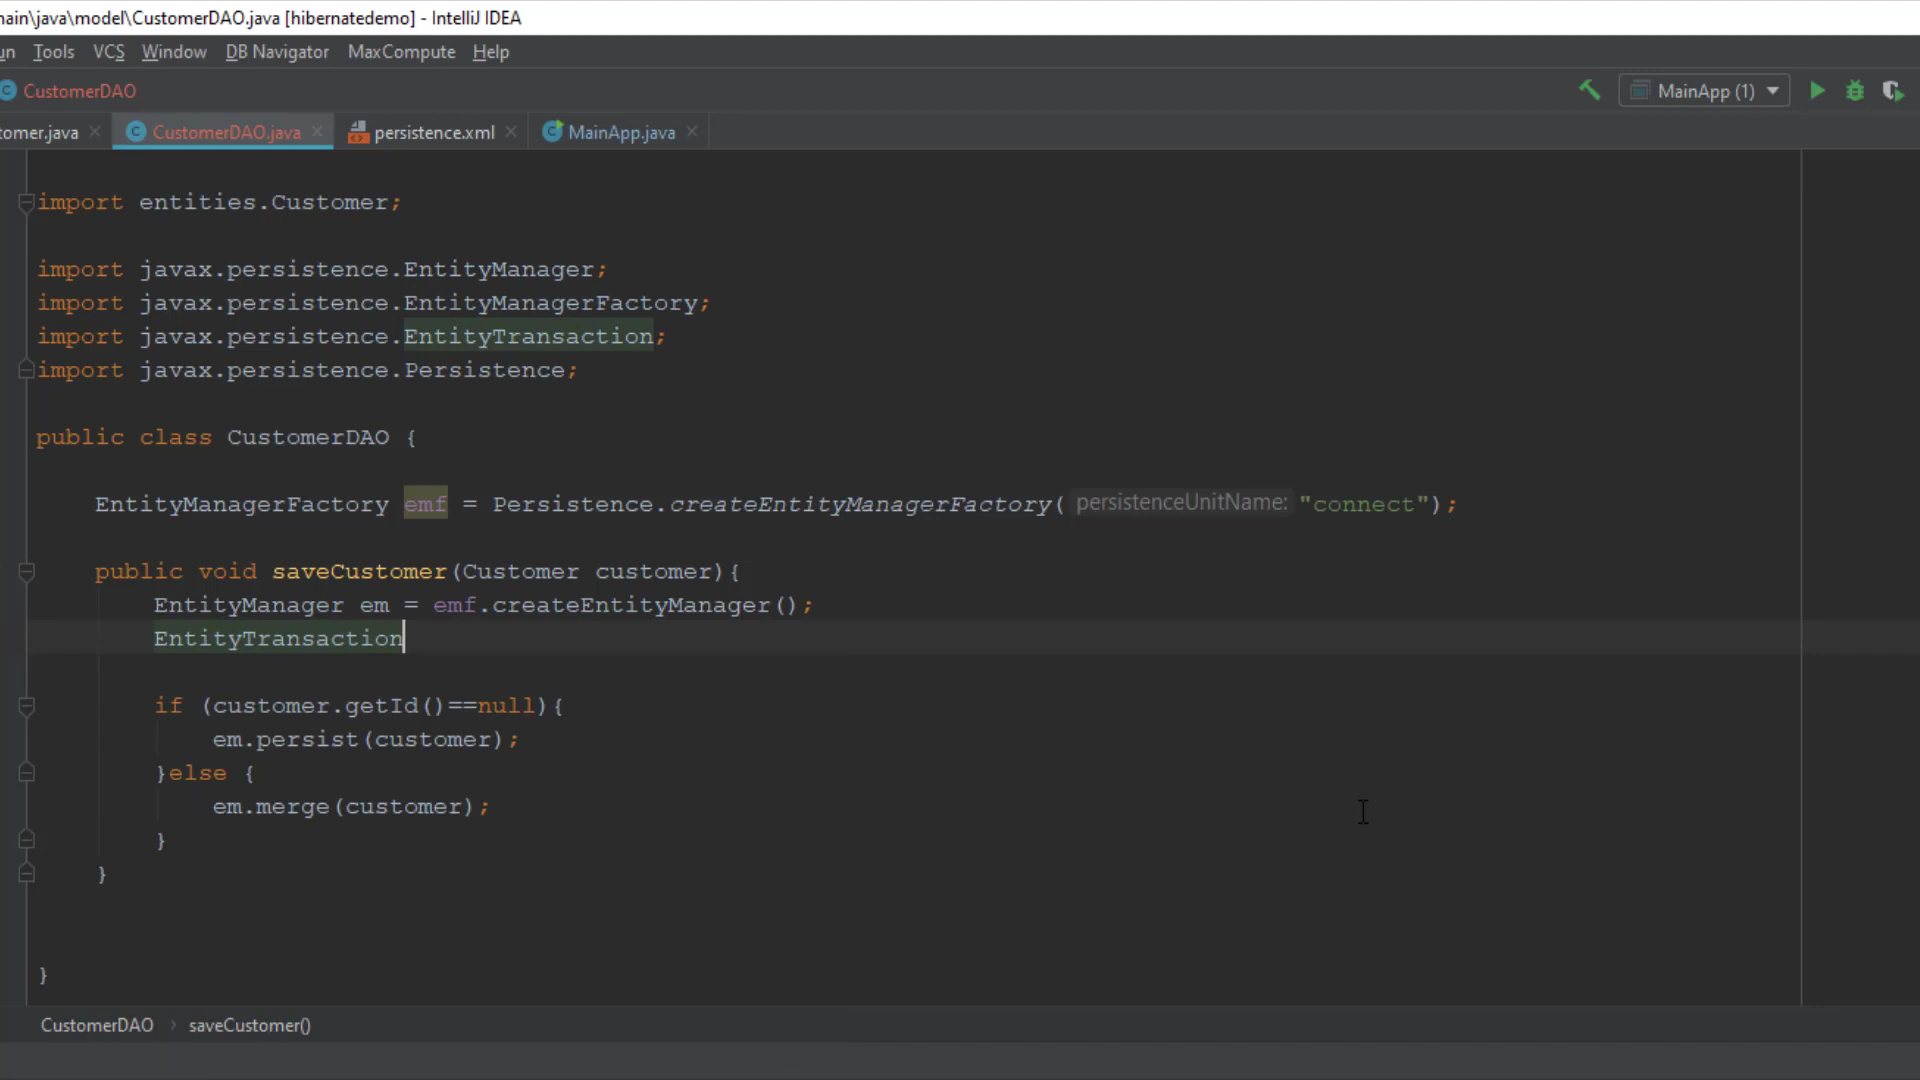 main\java\model\CustomerDAO.java [hibernatedemo] - IntelliJ IDEA
un Tools VCS Window DB Navigator MaxCompute Help
CustomerDAO MainApp (1)
tomer.java CustomerDAO.java persistence.xml MainApp.java
import entities.Customer;
import javax.persistence.EntityManager;
import javax.persistence.EntityManagerFactory;
import javax.persistence.EntityTransaction;
import javax.persistence.Persistence;
public class CustomerDAO {
EntityManagerFactory emf = Persistence.createEntityManagerFactory( persistenceUnitName: "connect");
public void saveCustomer(Customer customer){
EntityManager em = emf.createEntityManager();
EntityTransaction
if (customer.getId()==null){
em.persist(customer);
}else {
em.merge(customer);
}
}
}
CustomerDAO › saveCustomer()